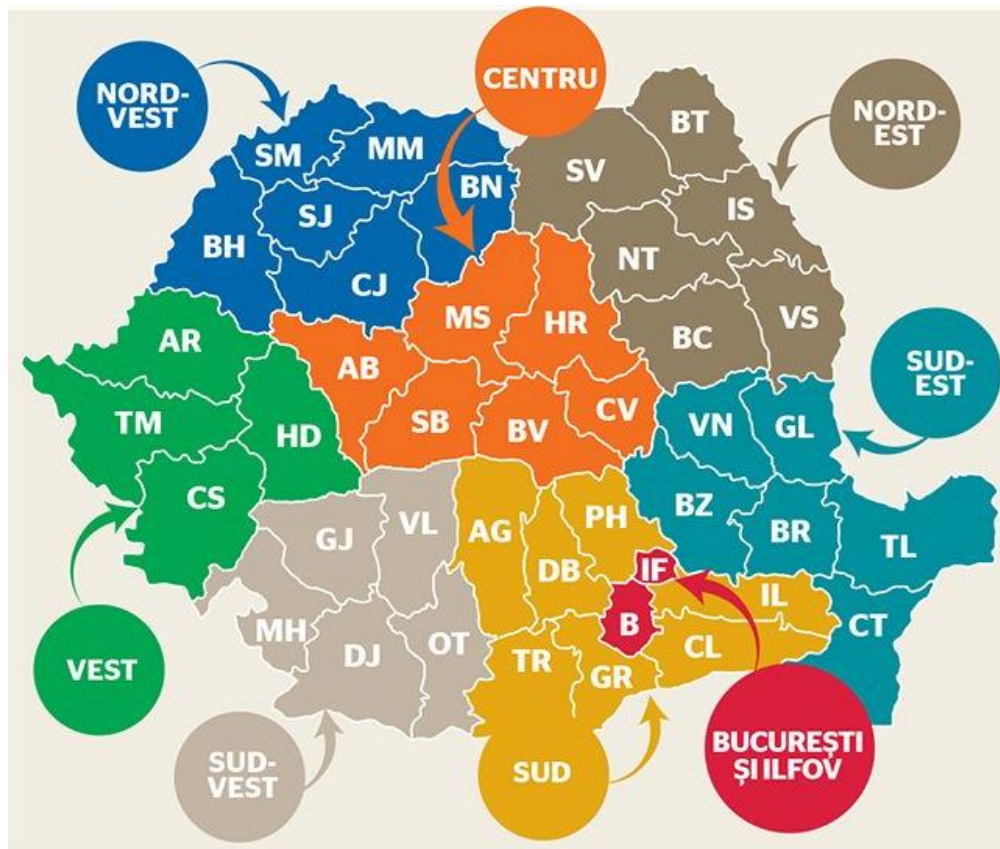 CENTRU
NORD-
VEST
NORD-
EST
BT
SM
MM
SV
BN
IS
SJ
BH
NT
CJ
MS
HR
VS
BC
AR
AB
SUD-
EST
TM
HD
SB
BV
CV
VN
GL
CS
VL
AG
PH
BZ
BR
GJ
TL
DB
IF
IL
MH
DJ
OT
B
CT
TR
GR
CL
VEST
SUD-
VEST
SUD
BUCUREȘTI
ȘI ILFOV